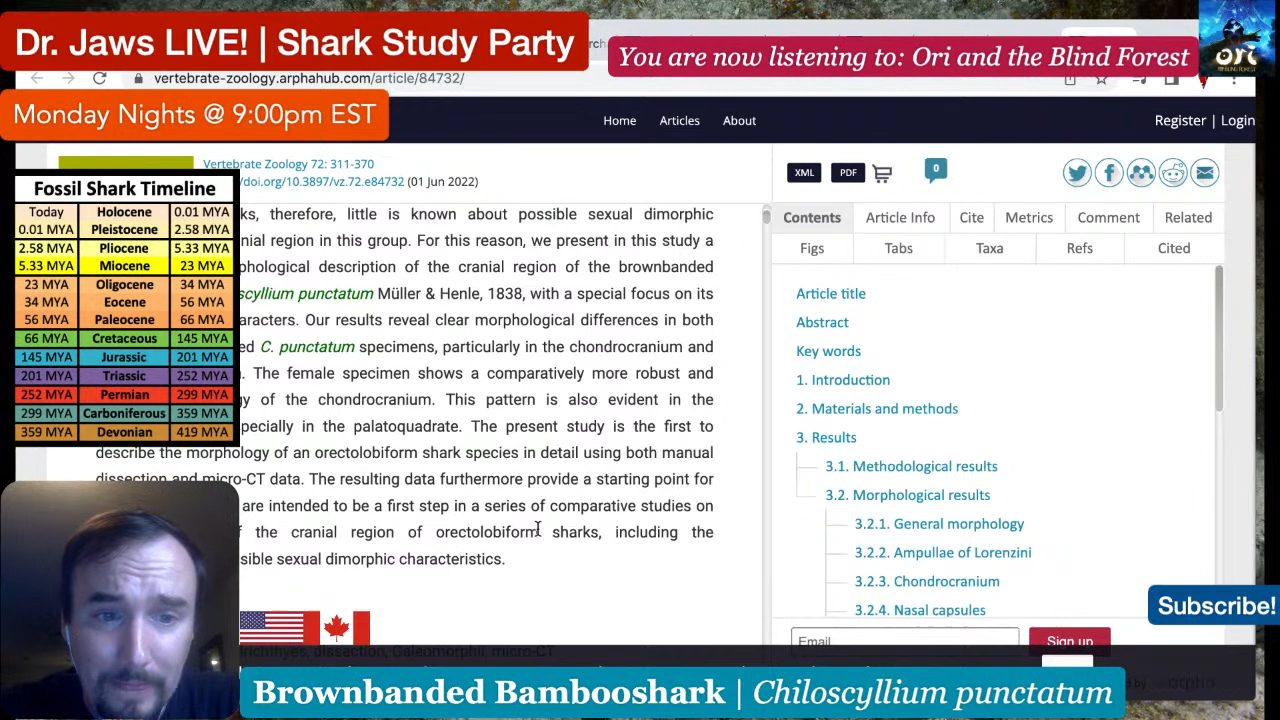 Dr. Jaws LIVE! | Shark Study Party
You are now listening to: Ori and the Blind Forest
ori
vertebrate-zoology.arphahub.com/article/84732/
Monday Nights @ 9:00pm EST
Home Articles About Register | Login
Vertebrate Zoology 72: 311-370
/doi.org/10.3897/vz.72.e84732 (01 Jun 2022)
XML PDF 0
Fossil Shark Timeline
Today Holocene 0.01 MYA
0.01 MYA Pleistocene 2.58 MYA
2.58 MYA Pliocene 5.33 MYA
5.33 MYA Miocene 23 MYA
23 MYA Oligocene 34 MYA
34 MYA Eocene 56 MYA
56 MYA Paleocene 66 MYA
66 MYA Cretaceous 145 MYA
145 MYA Jurassic 201 MYA
201 MYA Triassic 252 MYA
252 MYA Permian 299 MYA
299 MYA Carboniferous 359 MYA
359 MYA Devonian 419 MYA
ks, therefore, little is known about possible sexual dimorphic
nial region in this group. For this reason, we present in this study a
phological description of the cranial region of the brownbanded
scyllium punctatum Müller & Henle, 1838, with a special focus on its
aracters. Our results reveal clear morphological differences in both
ed C. punctatum specimens, particularly in the chondrocranium and
. The female specimen shows a comparatively more robust and
gy of the chondrocranium. This pattern is also evident in the
pecially in the palatoquadrate. The present study is the first to
describe the morphology of an orectolobiform shark species in detail using both manual
dissection and micro-CT data. The resulting data furthermore provide a starting point for
are intended to be a first step in a series of comparative studies on
f the cranial region of orectolobiform sharks, including the
sible sexual dimorphic characteristics.
richthyes, dissection, Galeomorphii, micro-CT
Contents Article Info Cite Metrics Comment Related
Figs Tabs Taxa Refs Cited
Article title
Abstract
Key words
1. Introduction
2. Materials and methods
3. Results
3.1. Methodological results
3.2. Morphological results
3.2.1. General morphology
3.2.2. Ampullae of Lorenzini
3.2.3. Chondrocranium
3.2.4. Nasal capsules
Subscribe!
Email Sign up
Brownbanded Bambooshark | Chiloscyllium punctatum